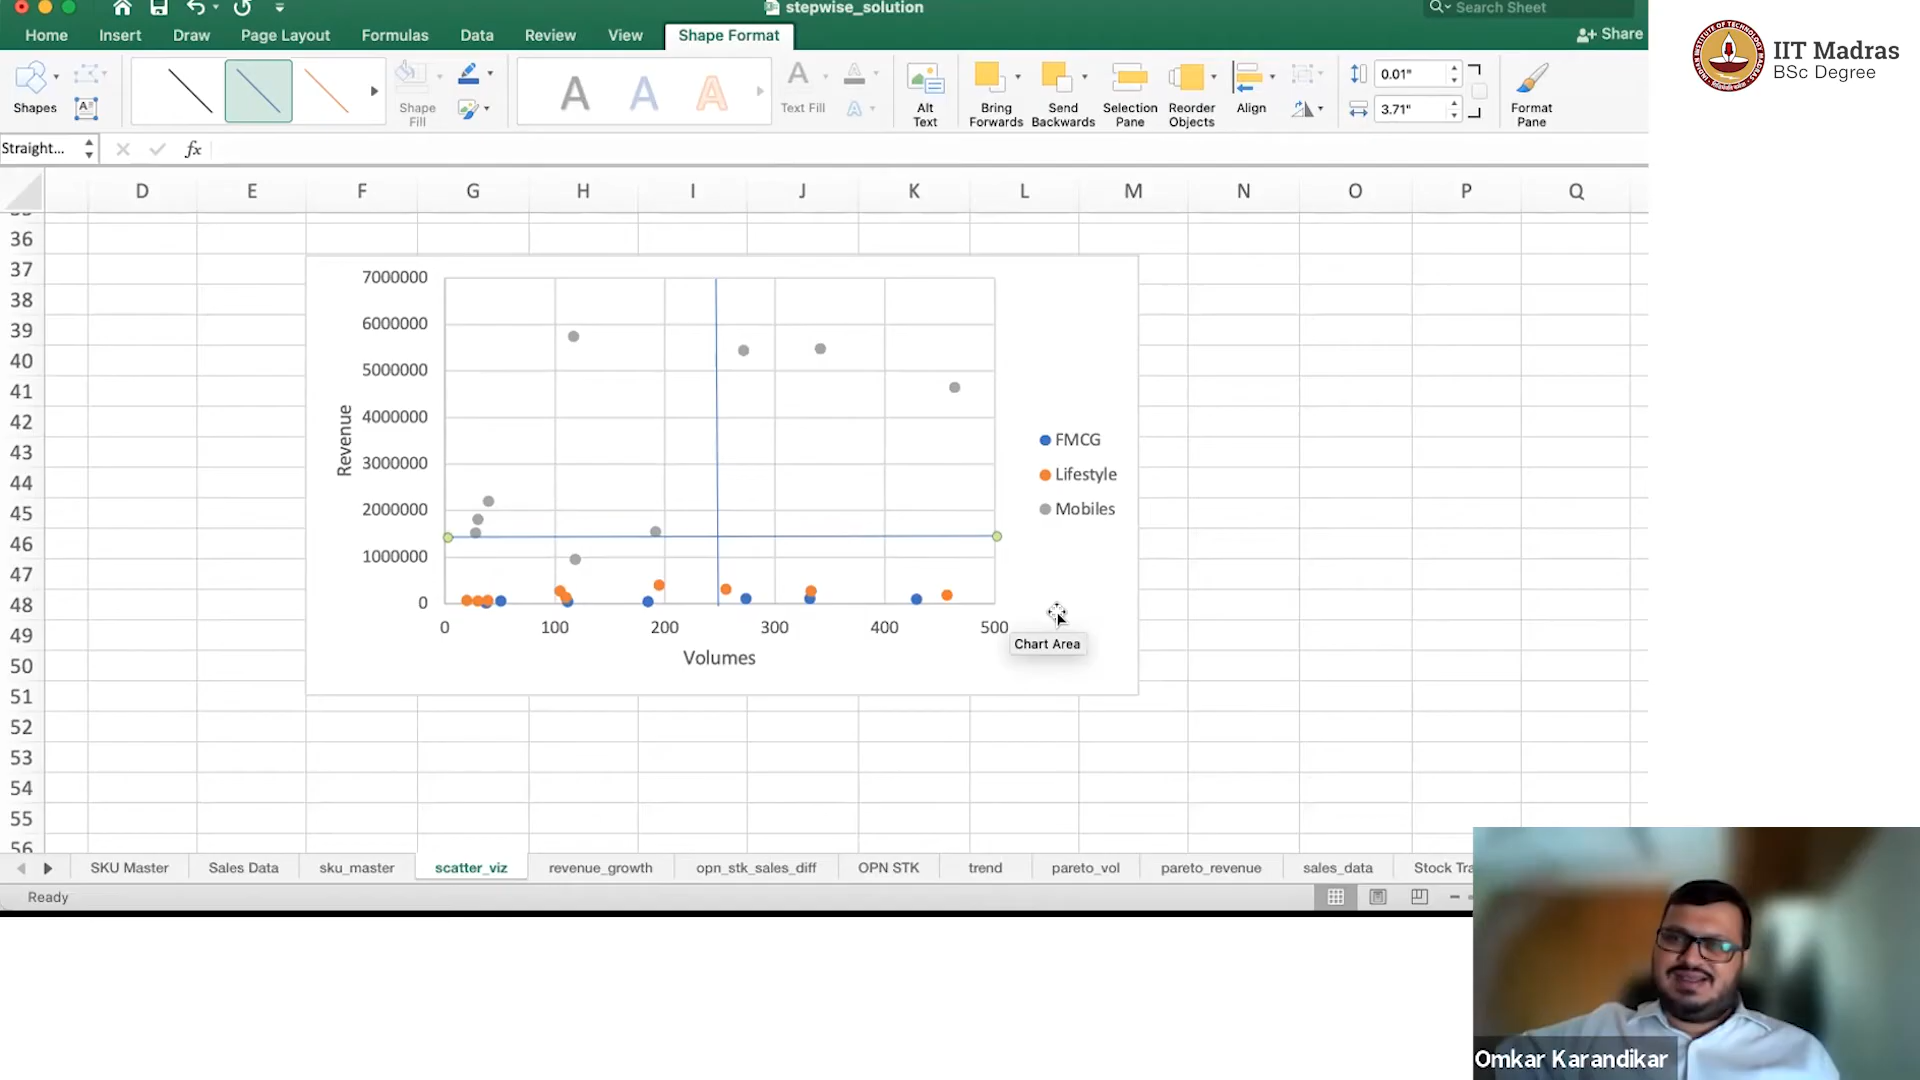 stepwise_solution
Search Sheet
Home Insert Draw Page Layout Formulas Data Review View Shape Format Share
IIT Madras
BSc Degree
Shapes
A
Shape Fill
A A A
A
Text Fill
A
Alt Text
Bring Forwards
Send Backwards
Selection Pane
Reorder Objects
Align
0.01"
3.71"
Format Pane
Straight...
fx
D E F G H I J K L M N O P Q
36
37
38
39
40
41
42
43
44
45
46
47
48
49
50
51
52
53
54
55
56
7000000
6000000
5000000
4000000
3000000
2000000
1000000
0
Revenue
0 100 200 300 400 500
Volumes
FMCG
Lifestyle
Mobiles
Chart Area
SKU Master Sales Data sku_master scatter_viz revenue_growth opn_stk_sales_diff OPN STK trend pareto_vol pareto_revenue sales_data Stock Tra
Ready
Omkar Karandikar